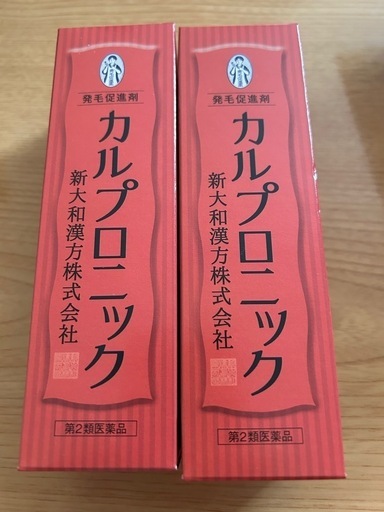 発毛促進剤
カルプロニック
新大和漢方株式会社
第2類医薬品
発毛促進剤
カルプロニック
新大和漢方株式会社
第2類医薬品